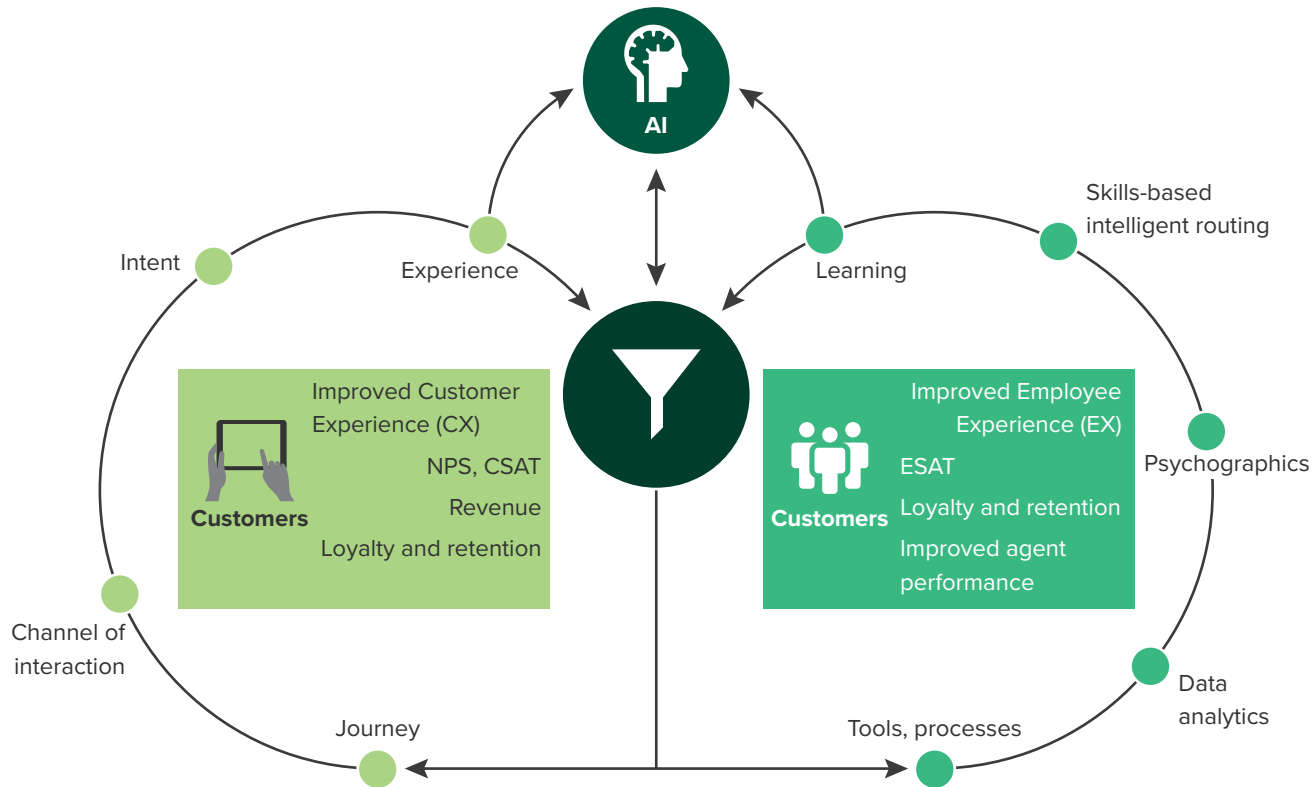 AI
Skills-based
intelligent routing
Intent
Experience
Learning
Improved Customer
Experience (CX)
NPS, CSAT
Revenue
Loyalty and retention
Customers
Improved Employee
Experience (EX)
ESAT
Loyalty and retention
Improved agent
performance
Customers
Psychographics
Channel of
interaction
Data
analytics
Journey
Tools, processes